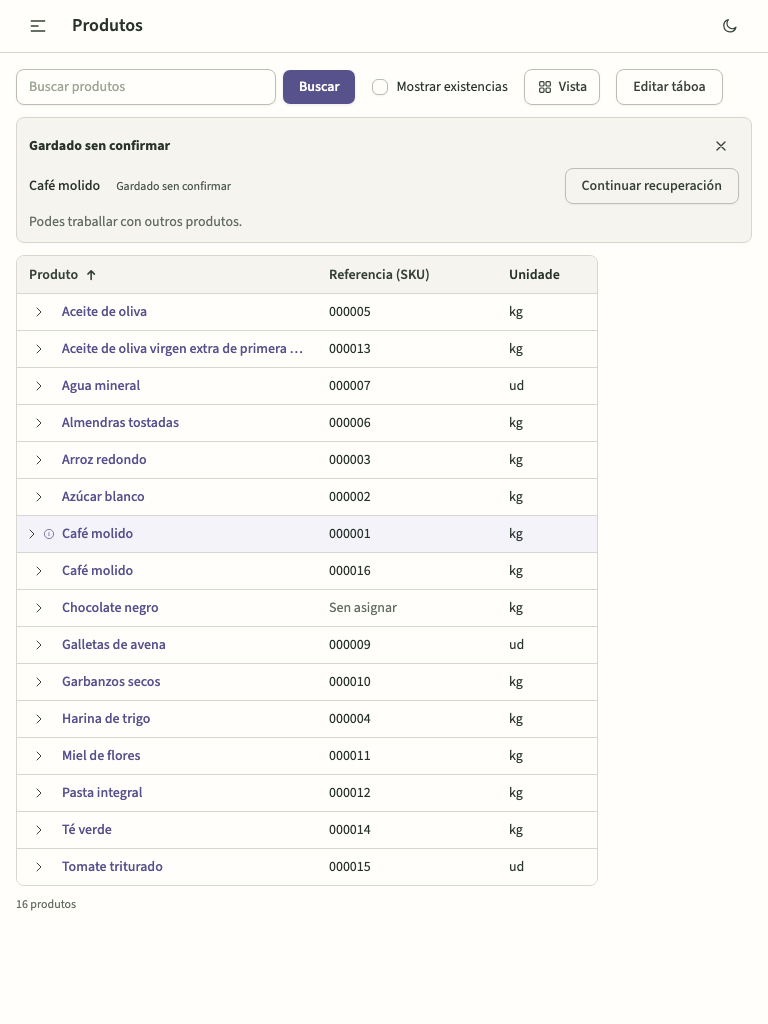 Produtos
Buscar produtos
Buscar
Mostrar existencias
Vista
Editar táboa
Gardado sen confirmar
Café molido Gardado sen confirmar
Continuar recuperación
Podes traballar con outros produtos.
Produto Referencia (SKU) Unidade
Aceite de oliva 000005 kg
Aceite de oliva virgen extra de primera … 000013 kg
Agua mineral 000007 ud
Almendras tostadas 000006 kg
Arroz redondo 000003 kg
Azúcar blanco 000002 kg
Café molido 000001 kg
Café molido 000016 kg
Chocolate negro Sen asignar kg
Galletas de avena 000009 ud
Garbanzos secos 000010 kg
Harina de trigo 000004 kg
Miel de flores 000011 kg
Pasta integral 000012 kg
Té verde 000014 kg
Tomate triturado 000015 ud
16 produtos